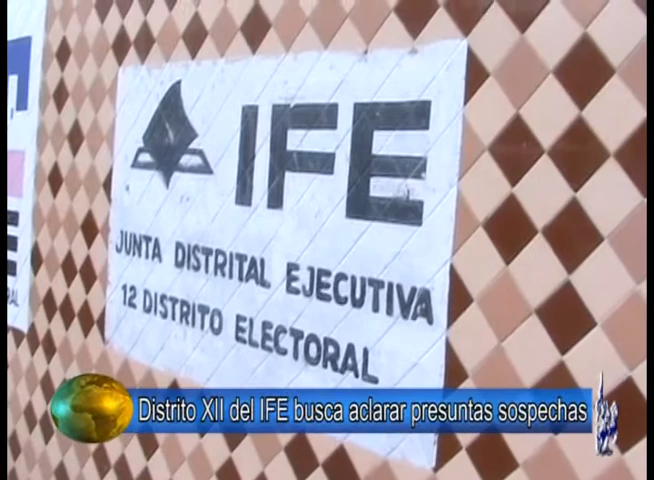 IFE
JUNTA DISTRITAL EJECUTIVA
12 DISTRITO ELECTORAL
Distrito XII del IFE busca aclarar presuntas sospechas